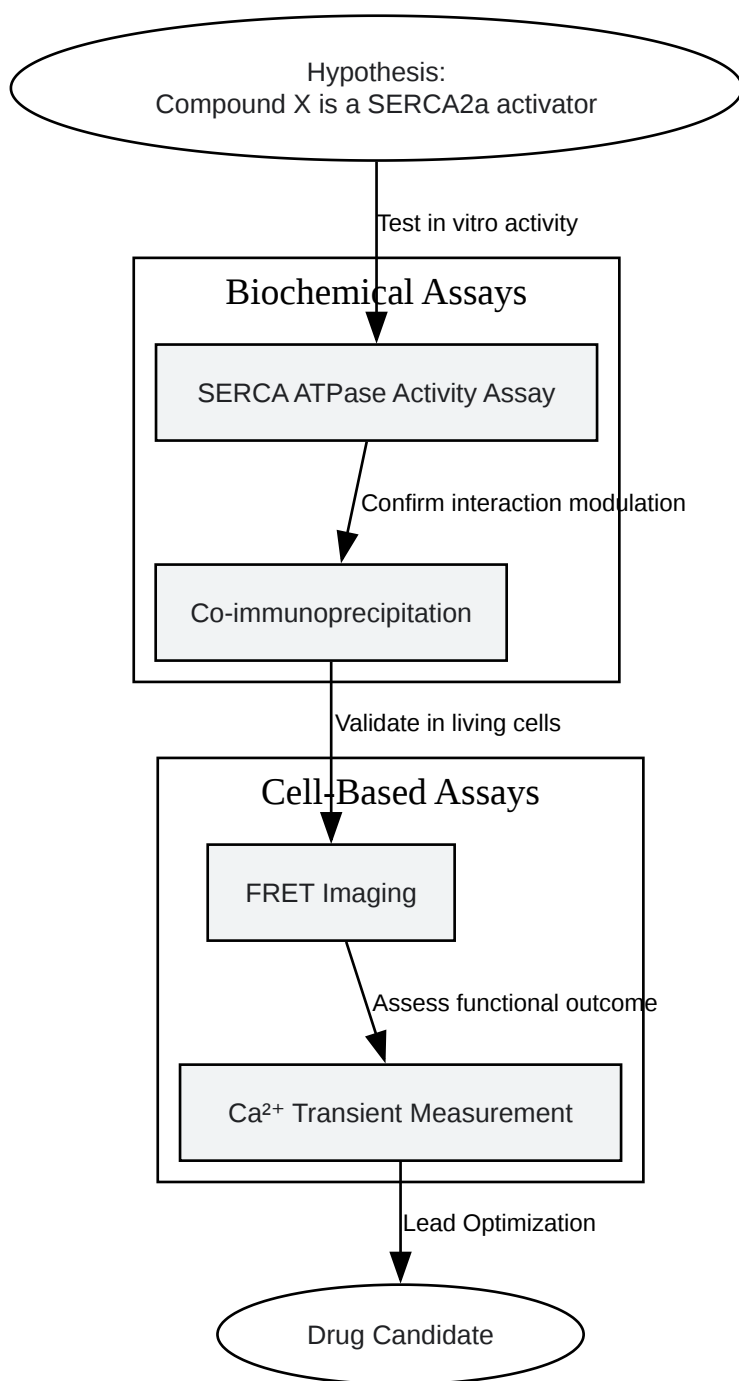 Hypothesis:
Compound X is a SERCA2a activator
Test in vitro activity
Biochemical Assays
SERCA ATPase Activity Assay
Confirm interaction modulation
Co-immunoprecipitation
Validate in living cells
Cell-Based Assays
FRET Imaging
Assess functional outcome
Ca²⁺ Transient Measurement
Lead Optimization
Drug Candidate